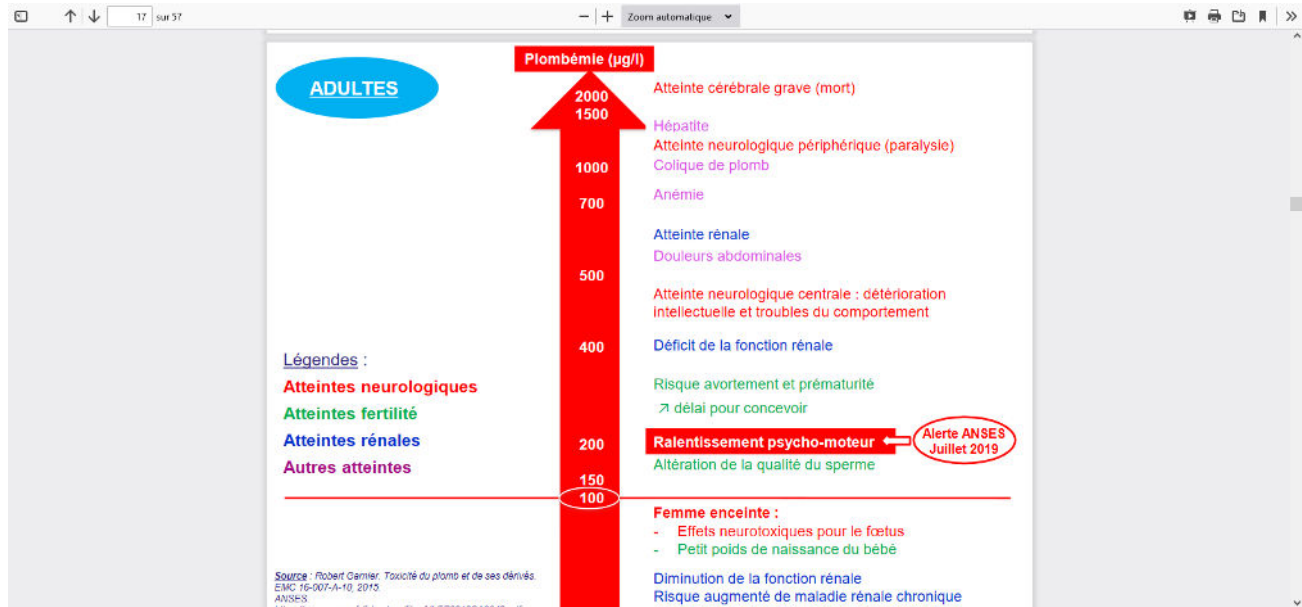 17 sur 57
Zoom automatique
Plombémie (µg/l)
ADULTES
2000
1500
1000
700
500
400
200
150
100
Atteinte cérébrale grave (mort)
Hépatite
Atteinte neurologique périphérique (paralysie)
Colique de plomb
Anémie
Atteinte rénale
Douleurs abdominales
Atteinte neurologique centrale : détérioration
intellectuelle et troubles du comportement
Déficit de la fonction rénale
Risque avortement et prématurité
↗ délai pour concevoir
Ralentissement psycho-moteur
Alerte ANSES
Juillet 2019
Altération de la qualité du sperme
Femme enceinte :
- Effets neurotoxiques pour le fœtus
- Petit poids de naissance du bébé
Diminution de la fonction rénale
Risque augmenté de maladie rénale chronique
Légendes :
Atteintes neurologiques
Atteintes fertilité
Atteintes rénales
Autres atteintes
Source : Robert Garnier, Toxicité du plomb et de ses dérivés.
EMC 16-007-A-10, 2015.
ANSES